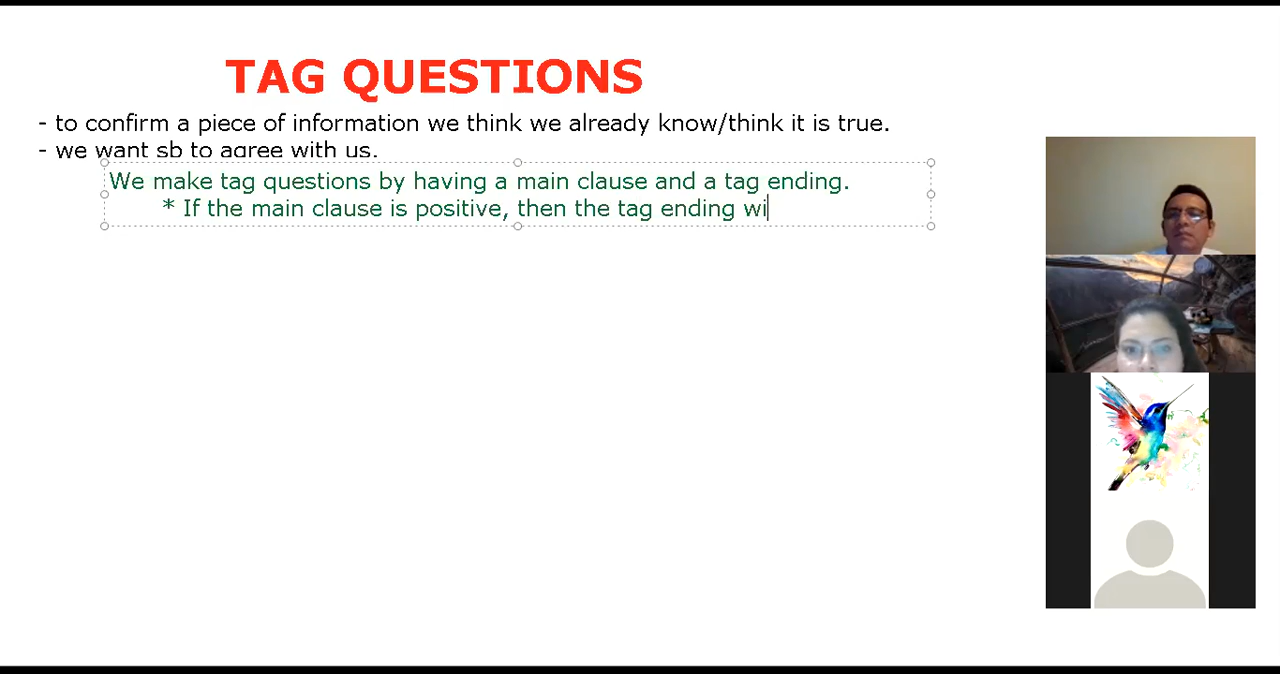 TAG QUESTIONS
- to confirm a piece of information we think we already know/think it is true.
- we want sb to agree with us.
We make tag questions by having a main clause and a tag ending.
* If the main clause is positive, then the tag ending wi